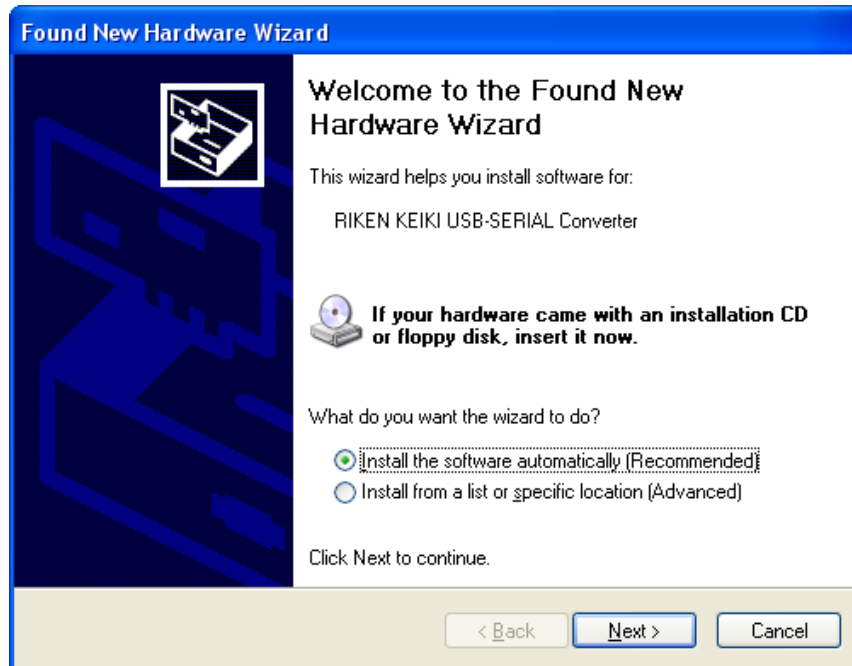 Found New Hardware Wizard
Welcome to the Found New
Hardware Wizard
This wizard helps you install software for:
RIKEN KEIKI USB-SERIAL Converter
If your hardware came with an installation CD
or floppy disk, insert it now.
What do you want the wizard to do?
Install the software automatically (Recommended)
Install from a list or specific location (Advanced)
Click Next to continue.
< Back Next > Cancel